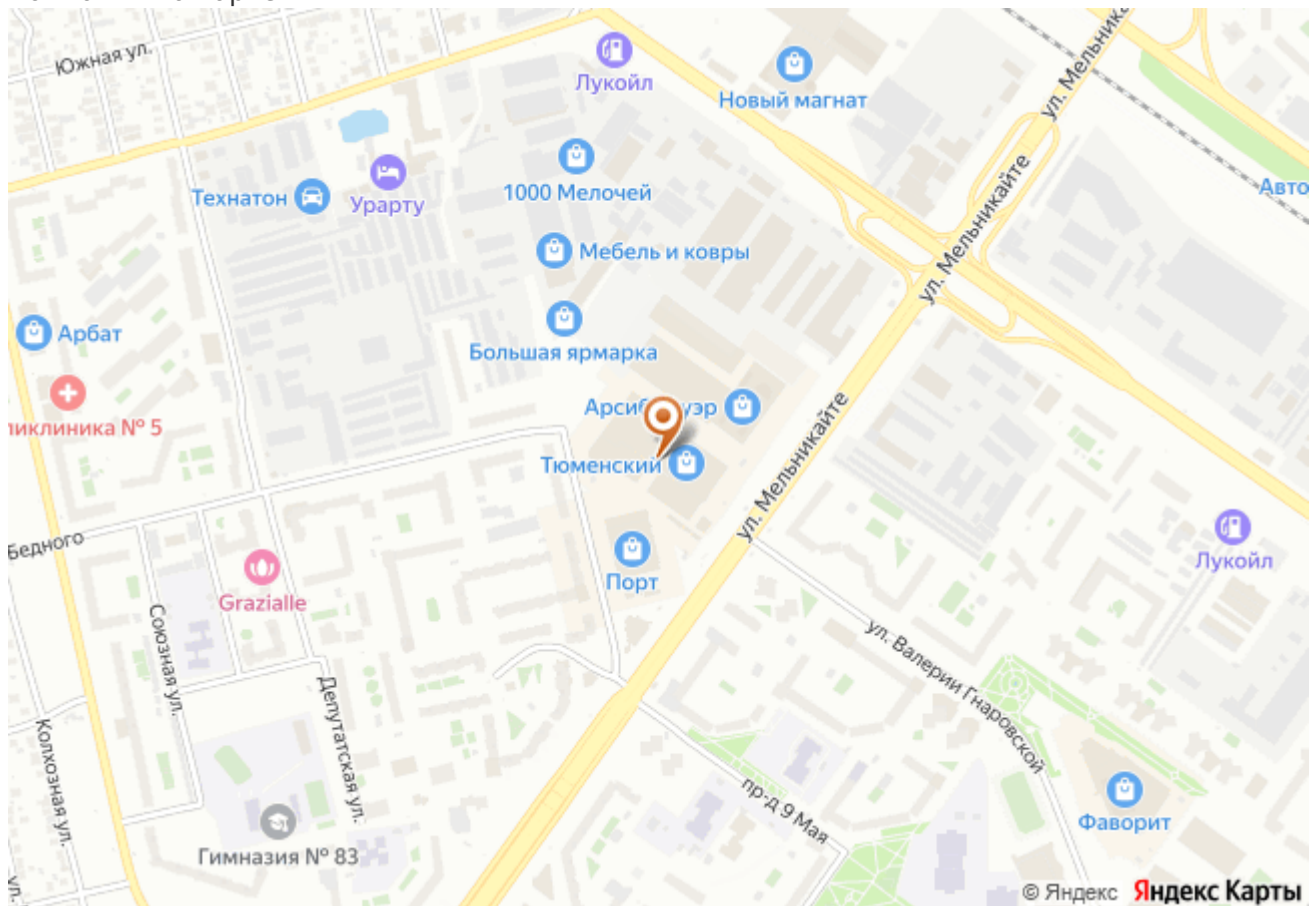 Южная ул.
Лукойл
Новый магнат
ул. Мельникайте
1000 Мелочей
Технатон
Урарту
Мебель и ковры
ул. Мельникайте
Арбат
Большая ярмарка
№ 5
Тюменский
ул. Мельникайте
Порт
Лукойл
Бедного
Grazialle
Союзная ул.
Депутатская ул.
ул. Валерии Гнаровской
Колхозная ул.
пр-д 9 Мая
Фаворит
Гимназия № 83
ул.
© Яндекс Яндекс Карты